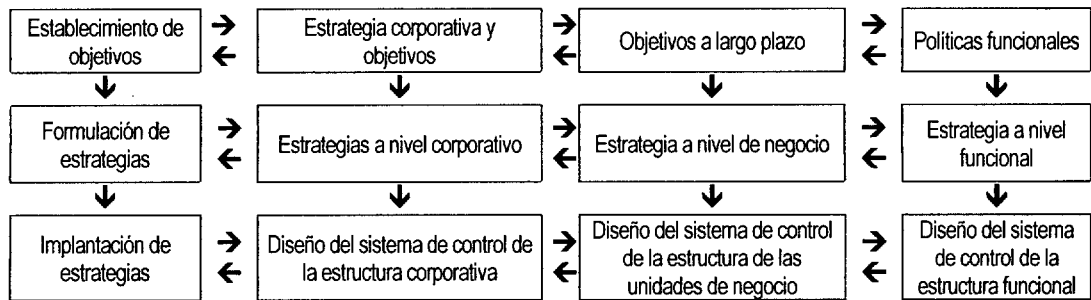 Establecimiento de
objetivos
Estrategia corporativa y
objetivos
Objetivos a largo plazo
Políticas funcionales
Formulación de
estrategias
Estrategias a nivel corporativo
Estrategia a nivel de negocio
Estrategia a nivel
funcional
Implantación de
estrategias
Diseño del sistema de control de
la estructura corporativa
Diseño del sistema de control
de la estructura de las
unidades de negocio
Diseño del sistema
de control de la
estructura funcional